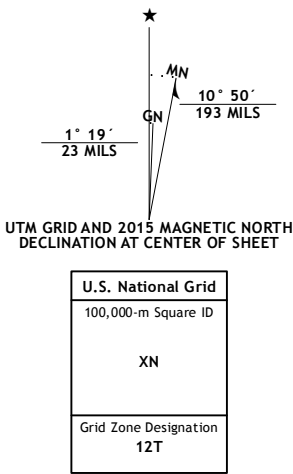 ★
MN
GN
10° 50´
193 MILS
1° 19´
23 MILS
UTM GRID AND 2015 MAGNETIC NORTH
DECLINATION AT CENTER OF SHEET
U.S. National Grid
100,000-m Square ID
XN
Grid Zone Designation
12T